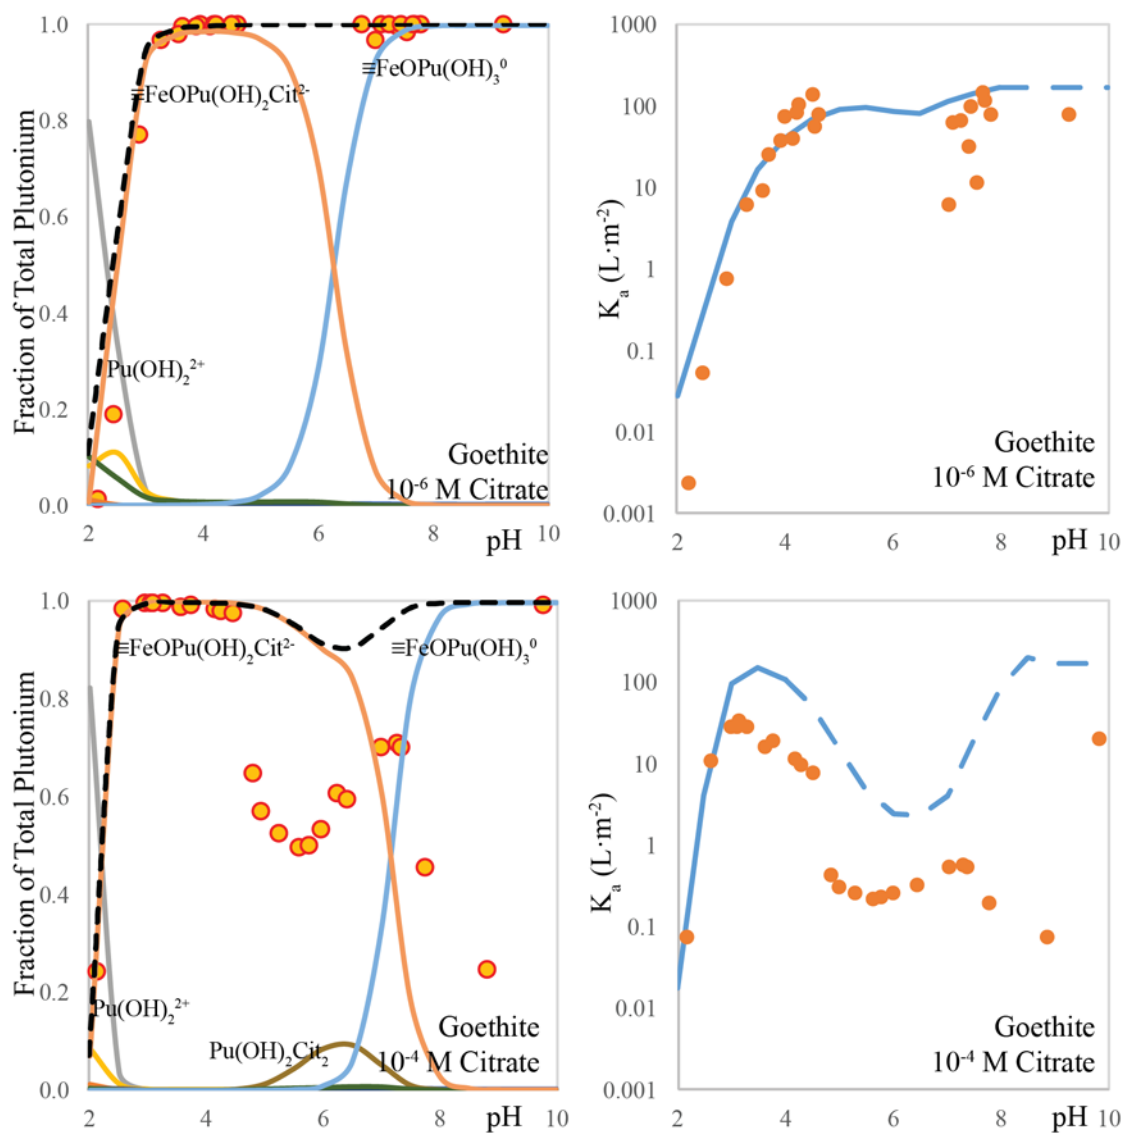 1.0
0.8
0.6
0.4
0.2
0.0
Fraction of Total Plutonium
≡FeOPu(OH)₂Cit²⁻
≡FeOPu(OH)₃⁰
Pu(OH)₂²⁺
Goethite
10⁻⁶ M Citrate
2 4 6 8 10
pH
1000
100
10
1
0.1
0.01
0.001
Kₐ (L·m⁻²)
Goethite
10⁻⁶ M Citrate
2 4 6 8 10
pH
1.0
0.8
0.6
0.4
0.2
0.0
Fraction of Total Plutonium
≡FeOPu(OH)₂Cit²⁻
≡FeOPu(OH)₃⁰
Pu(OH)₂²⁺
Pu(OH)₂Cit₂
Goethite
10⁻⁴ M Citrate
2 4 6 8 10
pH
1000
100
10
1
0.1
0.01
0.001
Kₐ (L·m⁻²)
Goethite
10⁻⁴ M Citrate
2 4 6 8 10
pH